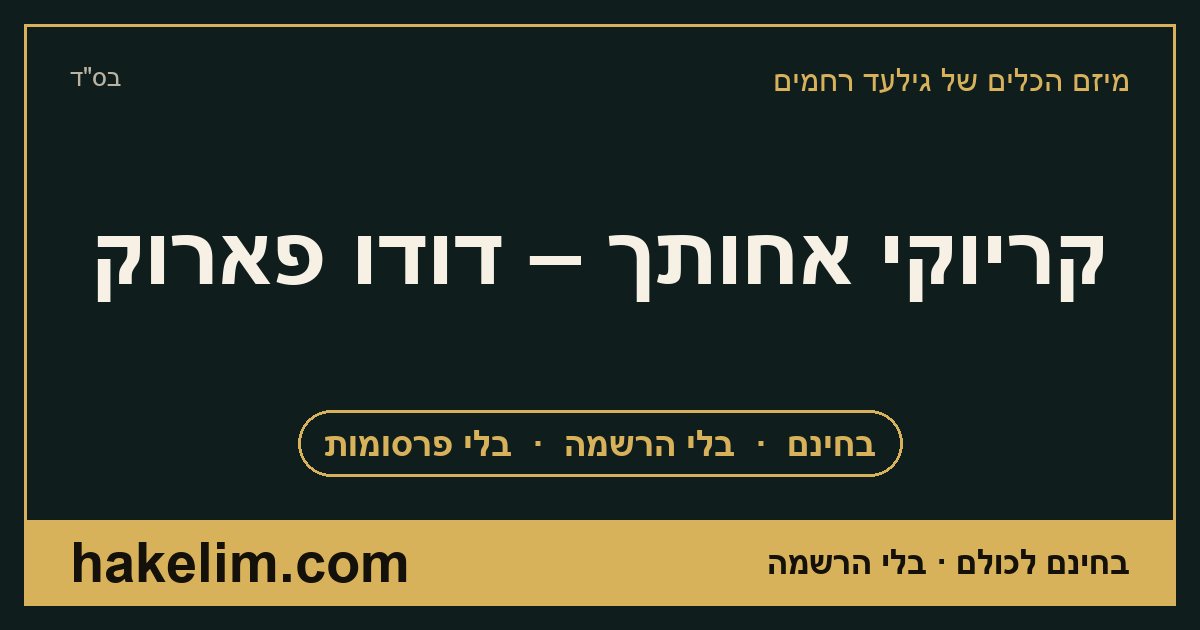 מיזם הכלים של גילעד רחמים
בס"ד
קריוקי אחותך – דודו פארוק
בחינם · בלי הרשמה · בלי פרסומות
בחינם לכולם · בלי הרשמה
hakelim.com